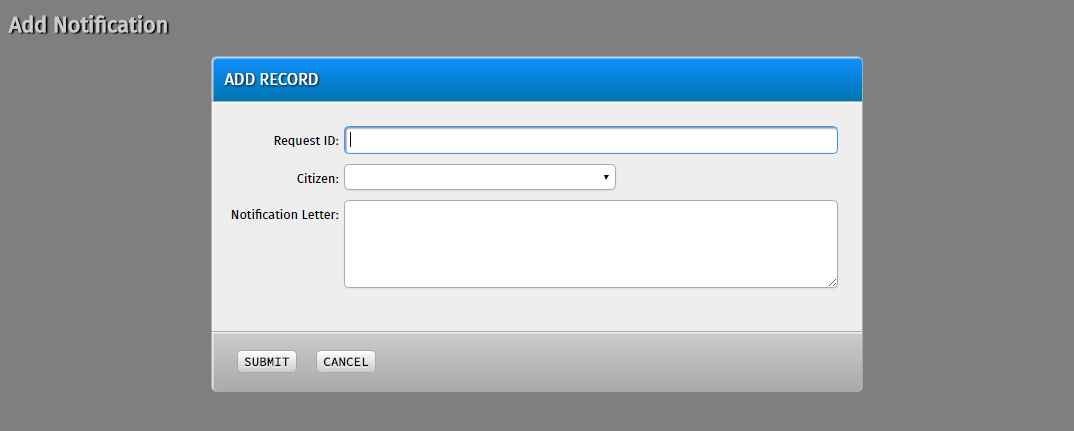 Add Notification
ADD RECORD
Request ID:
Citizen:
Notification Letter:
SUBMIT CANCEL